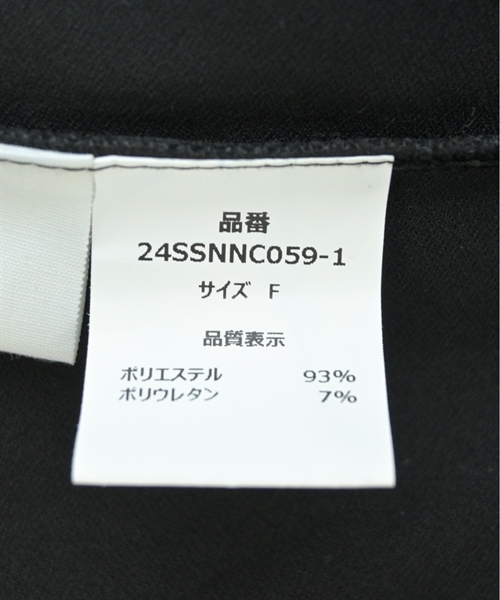 品番
24SSNNC059-1
サイズ F
品質表示
ポリエステル 93%
ポリウレタン 7%